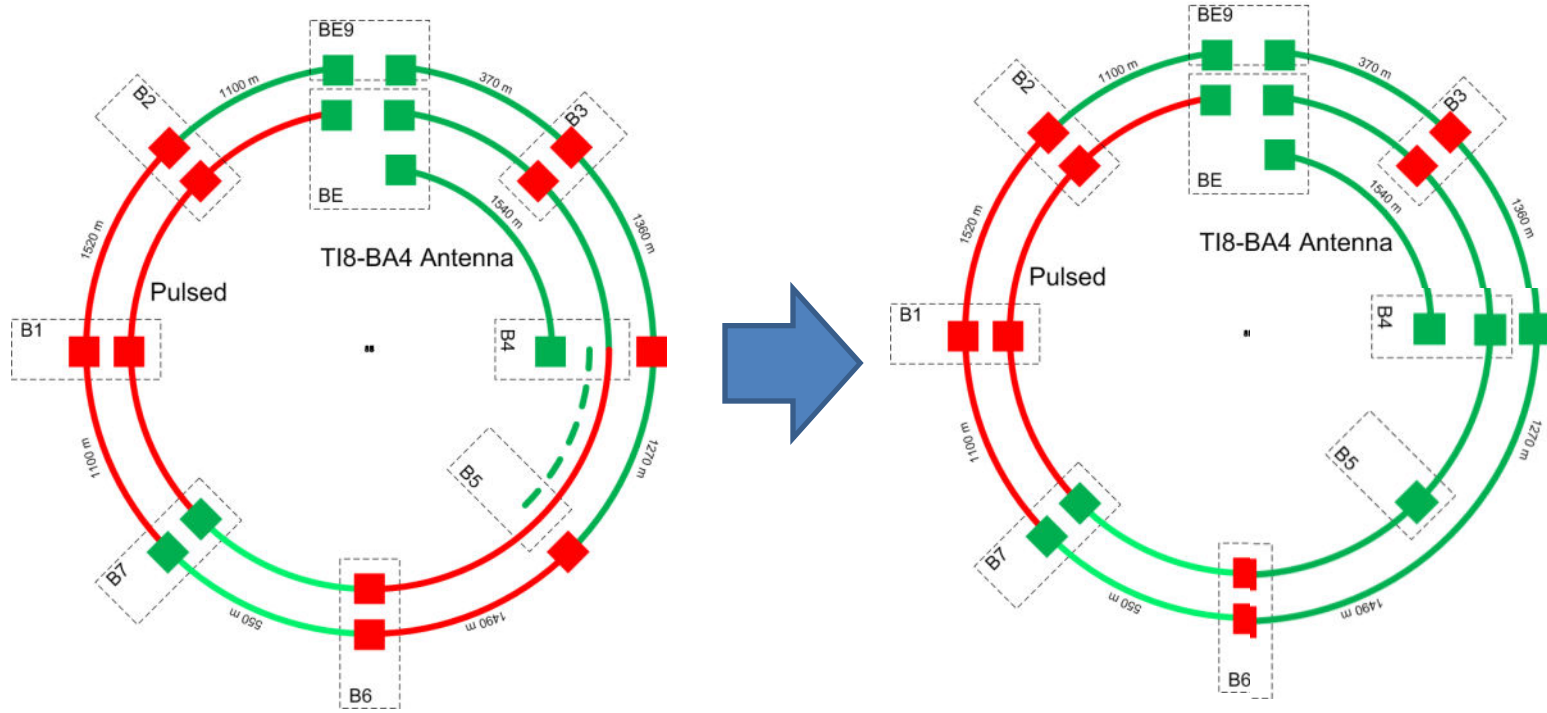 BE9
1100 m
370 m
B2
B3
BE
1540 m
1520 m
1360 m
TI8-BA4 Antenna
Pulsed
B1
B4
1100 m
1270 m
B5
B7
550 m
1490 m
B6
BE9
1100 m
370 m
B2
B3
BE
1540 m
1520 m
1360 m
TI8-BA4 Antenna
Pulsed
B1
B4
1100 m
1270 m
B5
B7
550 m
1490 m
B6